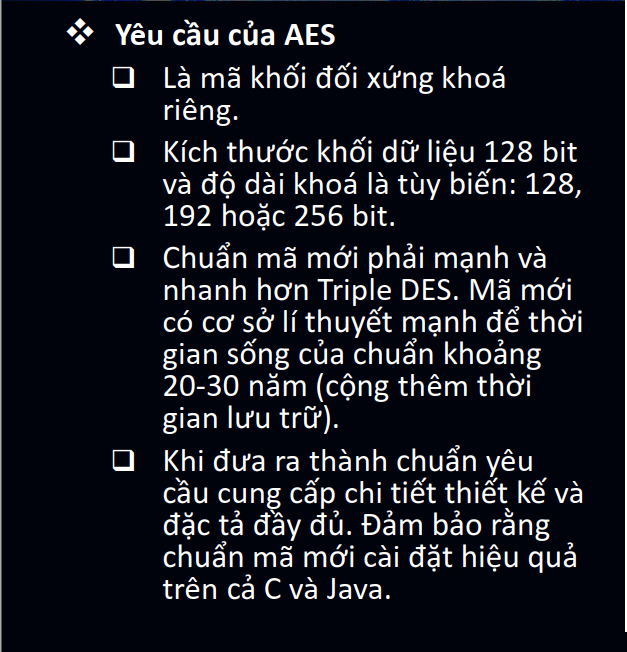 ❖ Yêu cầu của AES
❑ Là mã khối đối xứng khoá
riêng.
❑ Kích thước khối dữ liệu 128 bit
và độ dài khoá là tùy biến: 128,
192 hoặc 256 bit.
❑ Chuẩn mã mới phải mạnh và
nhanh hơn Triple DES. Mã mới
có cơ sở lí thuyết mạnh để thời
gian sống của chuẩn khoảng
20-30 năm (cộng thêm thời
gian lưu trữ).
❑ Khi đưa ra thành chuẩn yêu
cầu cung cấp chi tiết thiết kế và
đặc tả đầy đủ. Đảm bảo rằng
chuẩn mã mới cài đặt hiệu quả
trên cả C và Java.